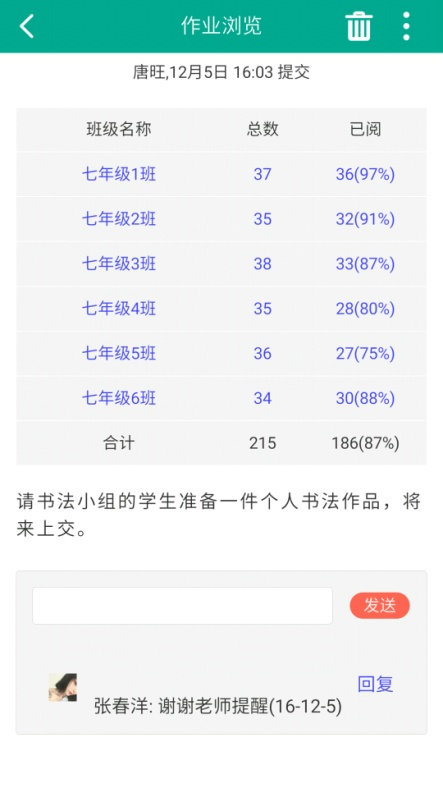 作业浏览
唐旺,12月5日 16:03 提交
班级名称 总数 已阅
七年级1班 37 36(97%)
七年级2班 35 32(91%)
七年级3班 38 33(87%)
七年级4班 35 28(80%)
七年级5班 36 27(75%)
七年级6班 34 30(88%)
合计 215 186(87%)
请书法小组的学生准备一件个人书法作品，将
来上交。
发送
回复
张春洋: 谢谢老师提醒(16-12-5)